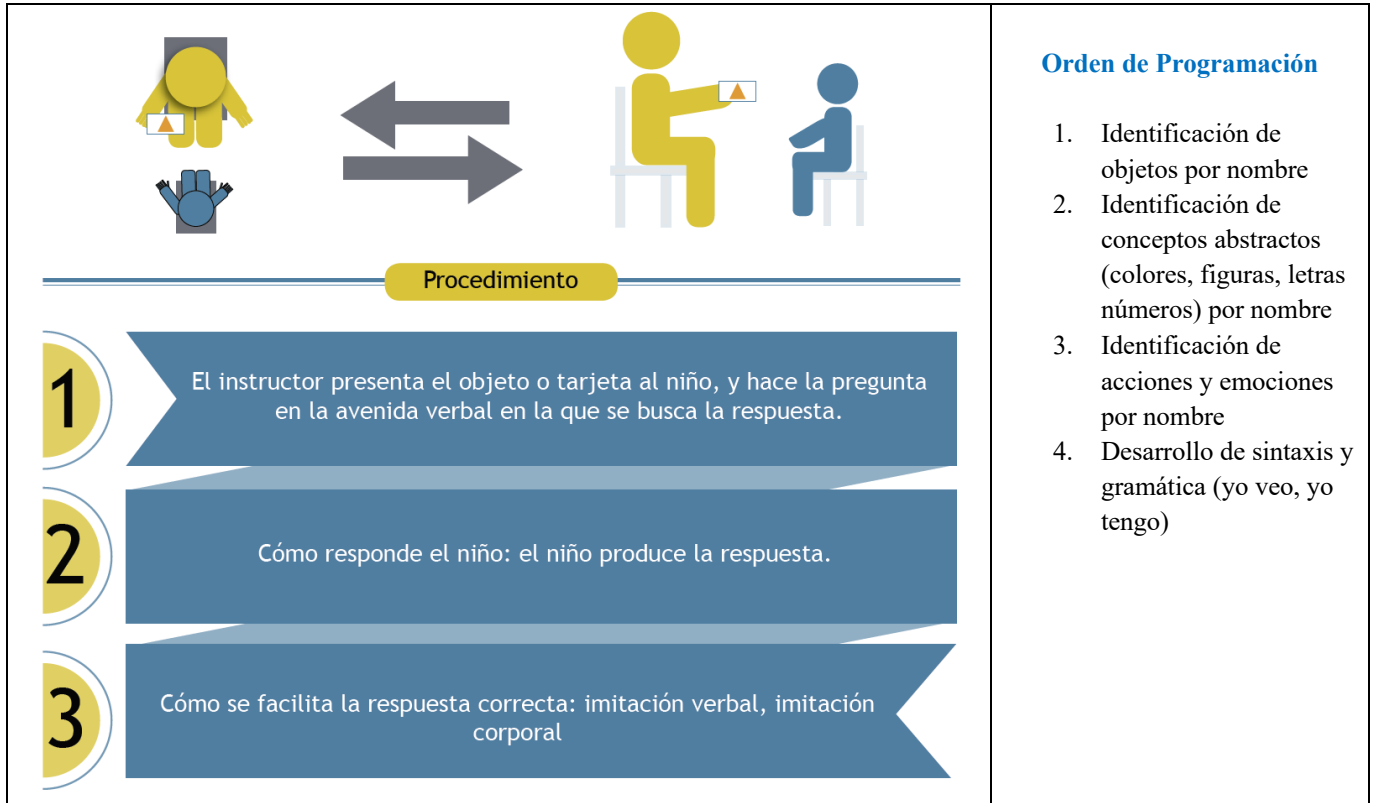 Procedimiento
1
El instructor presenta el objeto o tarjeta al niño, y hace la pregunta
en la avenida verbal en la que se busca la respuesta.
2
Cómo responde el niño: el niño produce la respuesta.
3
Cómo se facilita la respuesta correcta: imitación verbal, imitación
corporal
Orden de Programación
1. Identificación de
objetos por nombre
2. Identificación de
conceptos abstractos
(colores, figuras, letras
números) por nombre
3. Identificación de
acciones y emociones
por nombre
4. Desarrollo de sintaxis y
gramática (yo veo, yo
tengo)